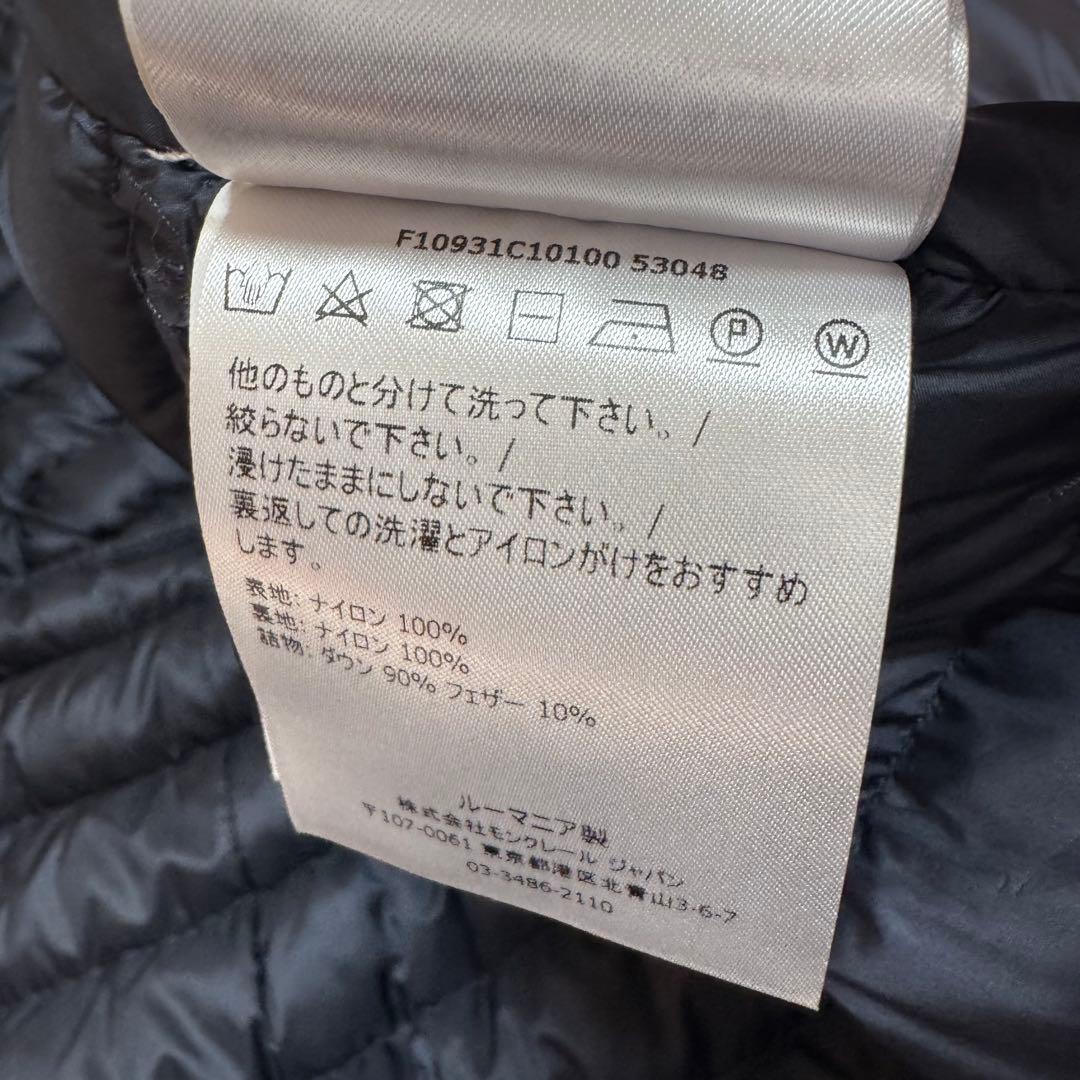 F10931C10100 53048
P W
他のものと分けて洗って下さい。/
絞らないで下さい。/
浸けたままにしないで下さい。/
裏返しての洗濯とアイロンがけをおすすめ
します。
表地: ナイロン 100%
裏地: ナイロン 100%
詰物: ダウン 90% フェザー 10%
ルーマニア製
株式会社モンクレール ジャパン
〒107-0061 東京都港区北青山3-6-7
03-3486-2110